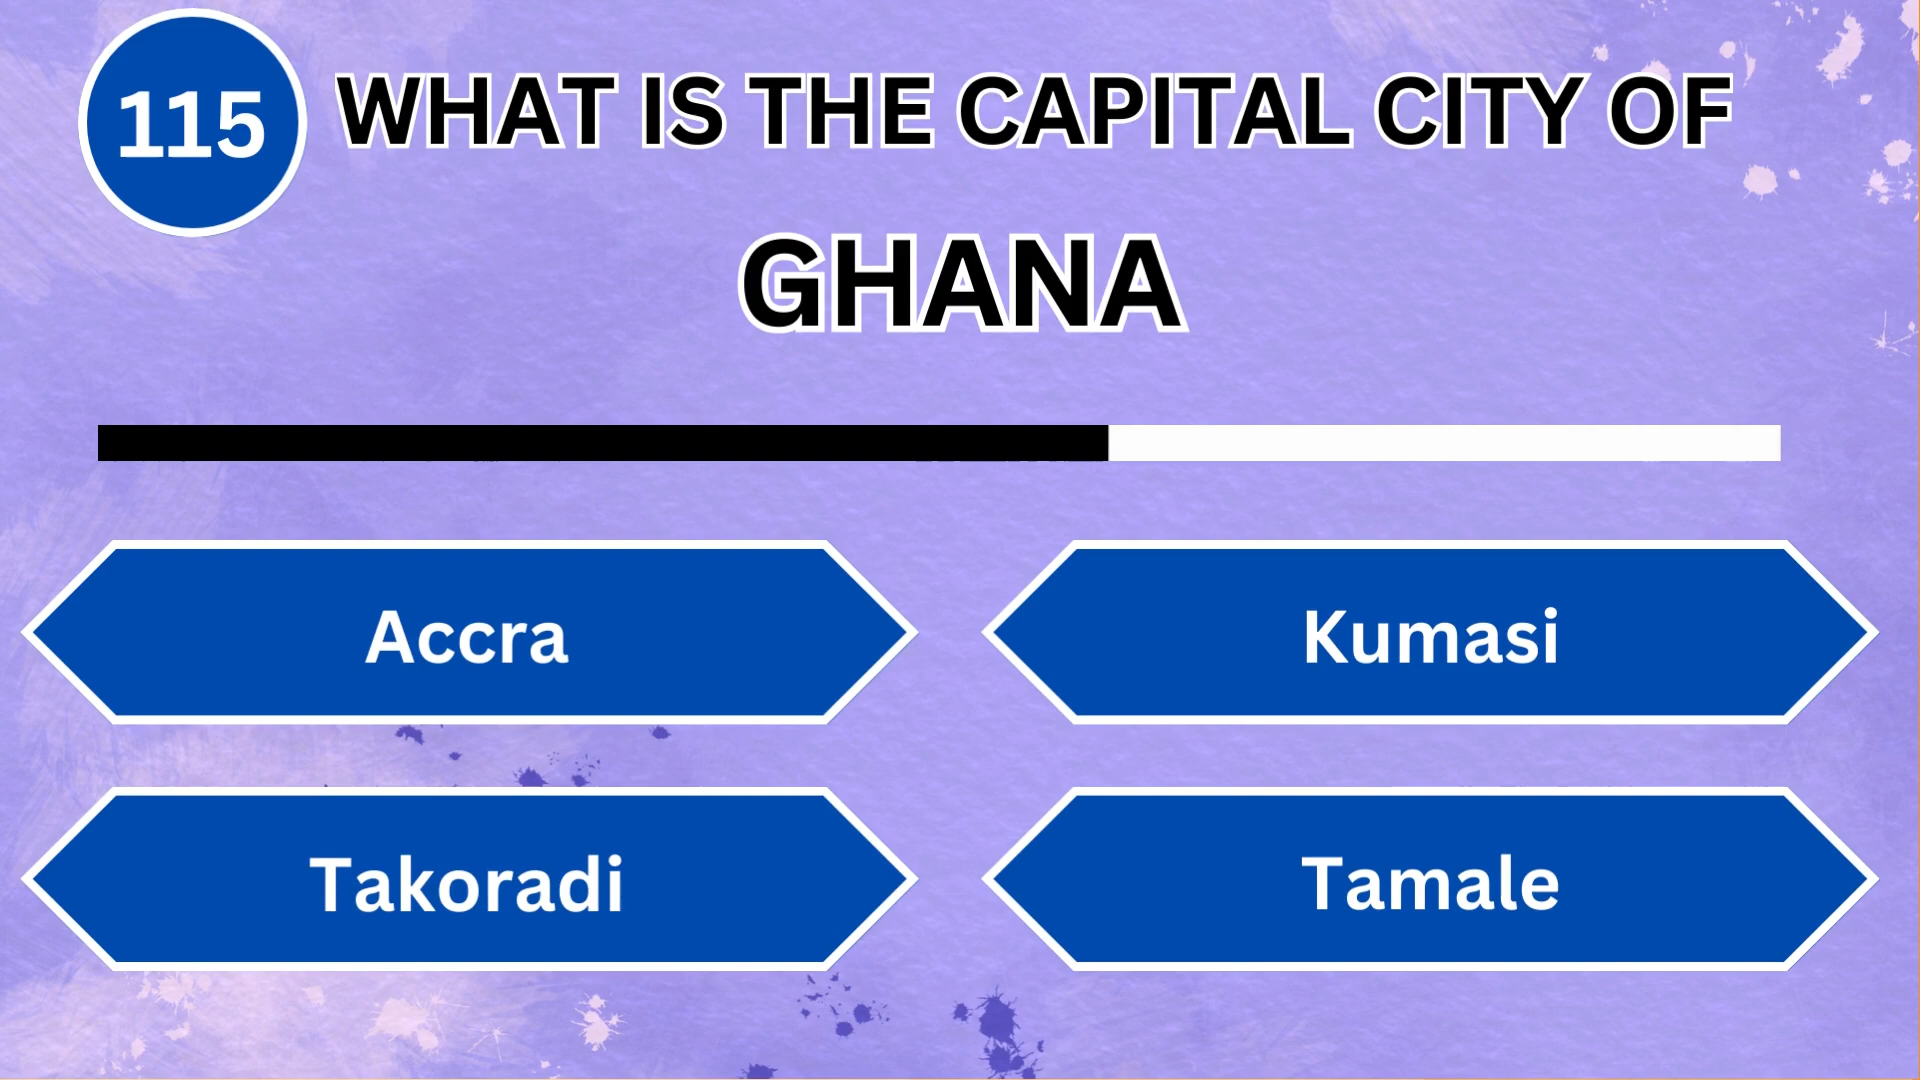 115
WHAT IS THE CAPITAL CITY OF
GHANA
Accra
Kumasi
Takoradi
Tamale